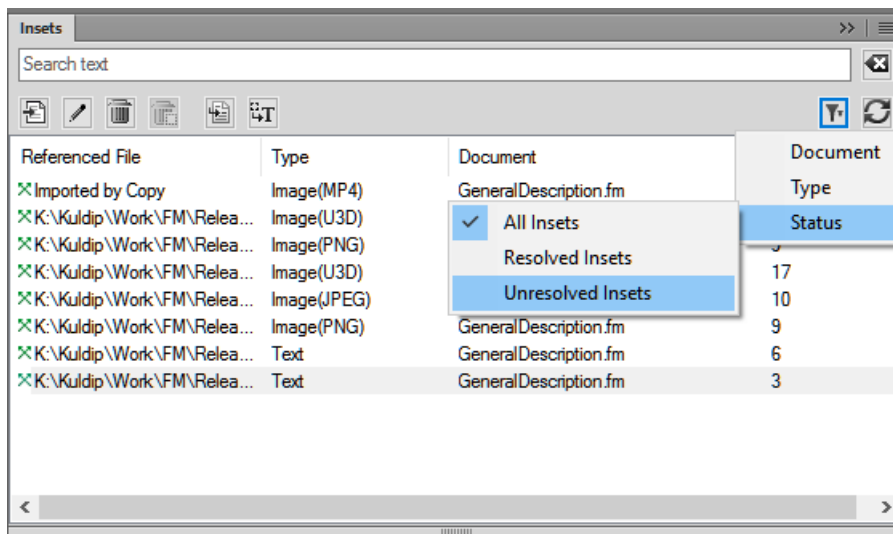 Insets
Search text
Referenced File Type Document
Document
Type
Status
Imported by Copy Image(MP4) GeneralDescription.fm
K:\Kuldip\Work\FM\Relea... Image(U3D)
K:\Kuldip\Work\FM\Relea... Image(PNG)
K:\Kuldip\Work\FM\Relea... Image(U3D) 17
K:\Kuldip\Work\FM\Relea... Image(JPEG) 10
K:\Kuldip\Work\FM\Relea... Image(PNG) GeneralDescription.fm 9
K:\Kuldip\Work\FM\Relea... Text GeneralDescription.fm 6
K:\Kuldip\Work\FM\Relea... Text GeneralDescription.fm 3
All Insets
Resolved Insets
Unresolved Insets